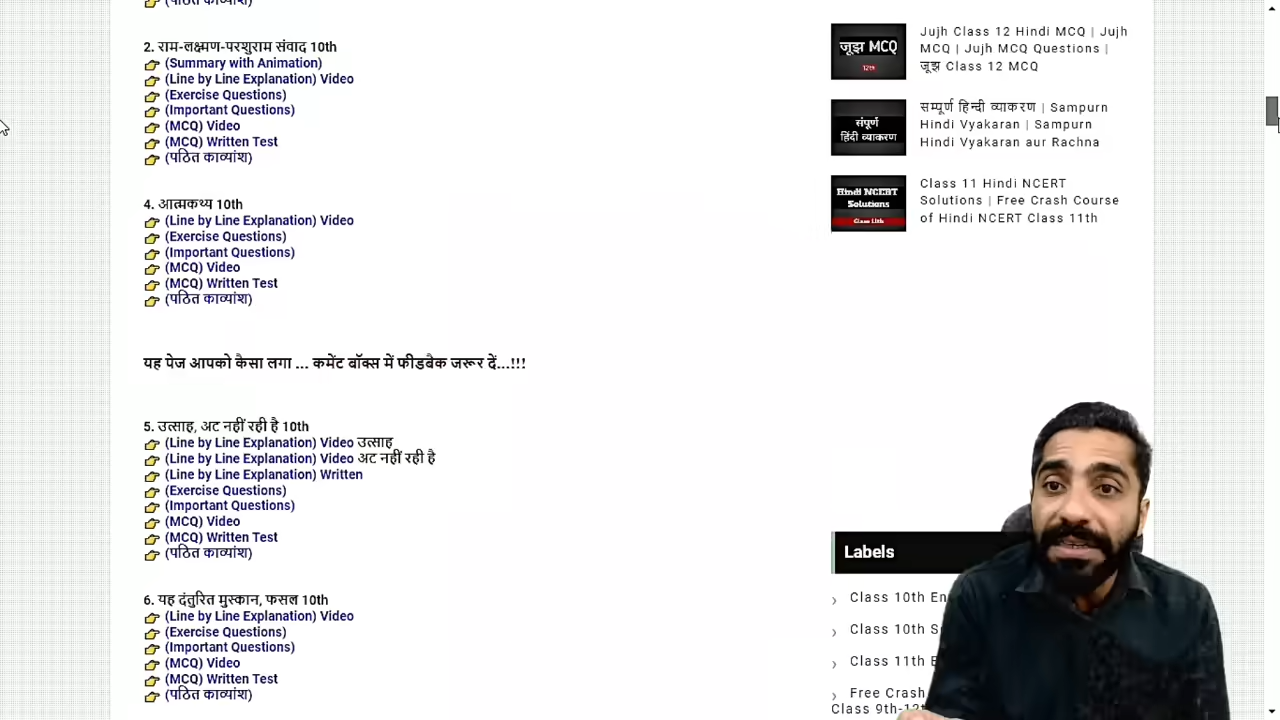 (पठित काव्यांश)
2. राम-लक्ष्मण-परशुराम संवाद 10th
(Summary with Animation)
(Line by Line Explanation) Video
(Exercise Questions)
(Important Questions)
(MCQ) Video
(MCQ) Written Test
(पठित काव्यांश)
4. आत्मकथ्य 10th
(Line by Line Explanation) Video
(Exercise Questions)
(Important Questions)
(MCQ) Video
(MCQ) Written Test
(पठित काव्यांश)
यह पेज आपको कैसा लगा ... कमेंट बॉक्स में फीडबैक जरूर दें...!!!
5. उत्साह, अट नहीं रही है 10th
(Line by Line Explanation) Video उत्साह
(Line by Line Explanation) Video अट नहीं रही है
(Line by Line Explanation) Written
(Exercise Questions)
(Important Questions)
(MCQ) Video
(MCQ) Written Test
(पठित काव्यांश)
6. यह दंतुरित मुस्कान, फसल 10th
(Line by Line Explanation) Video
(Exercise Questions)
(Important Questions)
(MCQ) Video
(MCQ) Written Test
(पठित काव्यांश)
जूझ MCQ
12th
Jujh Class 12 Hindi MCQ | Jujh
MCQ | Jujh MCQ Questions |
जूझ Class 12 MCQ
संपूर्ण
हिंदी व्याकरण
सम्पूर्ण हिन्दी व्याकरण | Sampurn
Hindi Vyakaran | Sampurn
Hindi Vyakaran aur Rachna
Hindi NCERT
Solutions
Class 11th
Class 11 Hindi NCERT
Solutions | Free Crash Course
of Hindi NCERT Class 11th
Labels
Class 10th En
Class 10th S
Class 11th E
Free Crash
Class 9th-12t